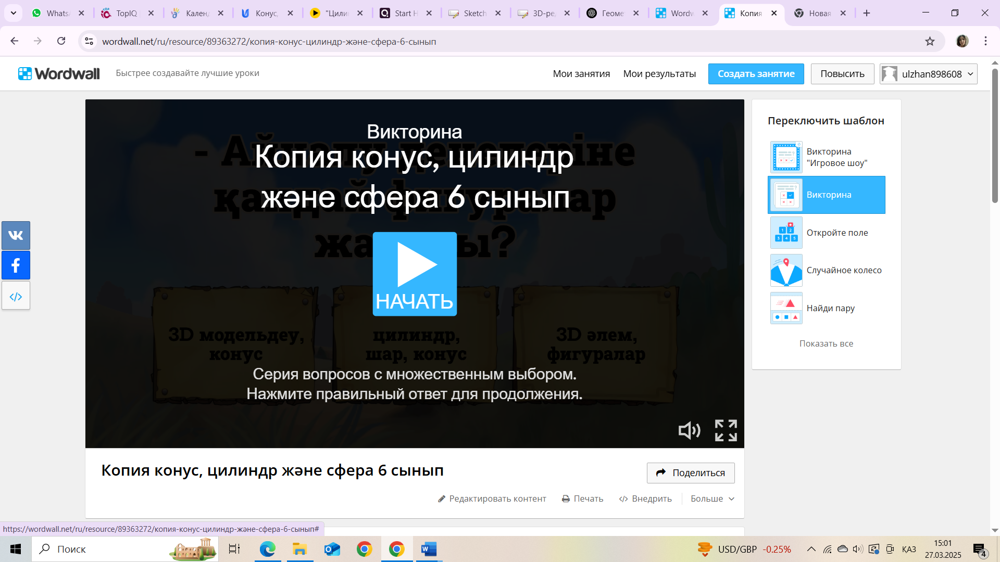 WhatsA
TopIQ
Календ
Конус,
"Цили
Start H
Sketch
3D-ре
Геоме
Wordw
Копия
Новая
wordwall.net/ru/resource/89363272/копия-конус-цилиндр-және-сфера-6-сынып
Wordwall
Быстрее создавайте лучшие уроки
Мои занятия
Мои результаты
Создать занятие
Повысить
ulzhan898608
Викторина
Копия конус, цилиндр
және сфера 6 сынып
НАЧАТЬ
3D модельдеу,
конус
цилиндр,
шар, конус
3D әлем,
фигуралар
Серия вопросов с множественным выбором.
Нажмите правильный ответ для продолжения.
Переключить шаблон
Викторина
"Игровое шоу"
Викторина
Откройте поле
Случайное колесо
Найди пару
Показать все
Копия конус, цилиндр және сфера 6 сынып
Поделиться
Редактировать контент
Печать
Внедрить
Больше
https://wordwall.net/ru/resource/89363272/копия-конус-цилиндр-және-сфера-6-сынып#
Поиск
USD/GBP -0.25%
ҚАЗ
15:01
27.03.2025
4